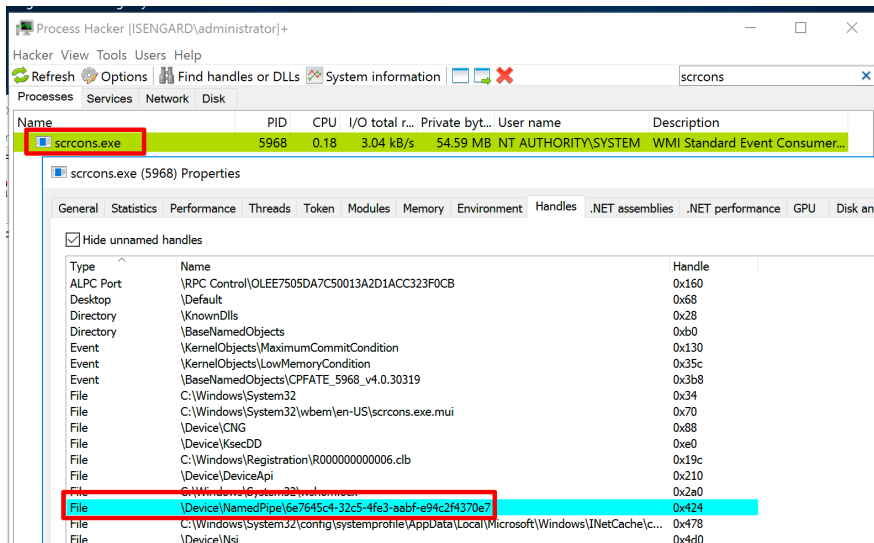 Process Hacker [ISENGARD\administrator]+
Hacker View Tools Users Help
Refresh Options Find handles or DLLs System information scrcons
Processes Services Network Disk
Name PID CPU I/O total r... Private byt... User name Description
scrcons.exe 5968 0.18 3.04 kB/s 54.59 MB NT AUTHORITY\SYSTEM WMI Standard Event Consumer...
scrcons.exe (5968) Properties
General Statistics Performance Threads Token Modules Memory Environment Handles .NET assemblies .NET performance GPU Disk an
Hide unnamed handles
Type Name Handle
ALPC Port \RPC Control\OLEE7505DA7C50013A2D1ACC323F0CB 0x160
Desktop \Default 0x68
Directory \KnownDlls 0x28
Directory \BaseNamedObjects 0xb0
Event \KernelObjects\MaximumCommitCondition 0x130
Event \KernelObjects\LowMemoryCondition 0x35c
Event \BaseNamedObjects\CPFATE_5968_v4.0.30319 0x3b8
File C:\Windows\System32 0x34
File C:\Windows\System32\wbem\en-US\scrcons.exe.mui 0x70
File \Device\CNG 0x88
File \Device\KsecDD 0xe0
File C:\Windows\Registration\R000000000006.clb 0x19c
File \Device\DeviceApi 0x210
File C:\Windows\System32\wshom.ocx 0x2a0
File \Device\NamedPipe\6e7645c4-32c5-4fe3-aabf-e94c2f4370e7 0x424
File C:\Windows\System32\config\systemprofile\AppData\Local\Microsoft\Windows\INetCache\c... 0x478
File \Device\Nsi 0x4d0